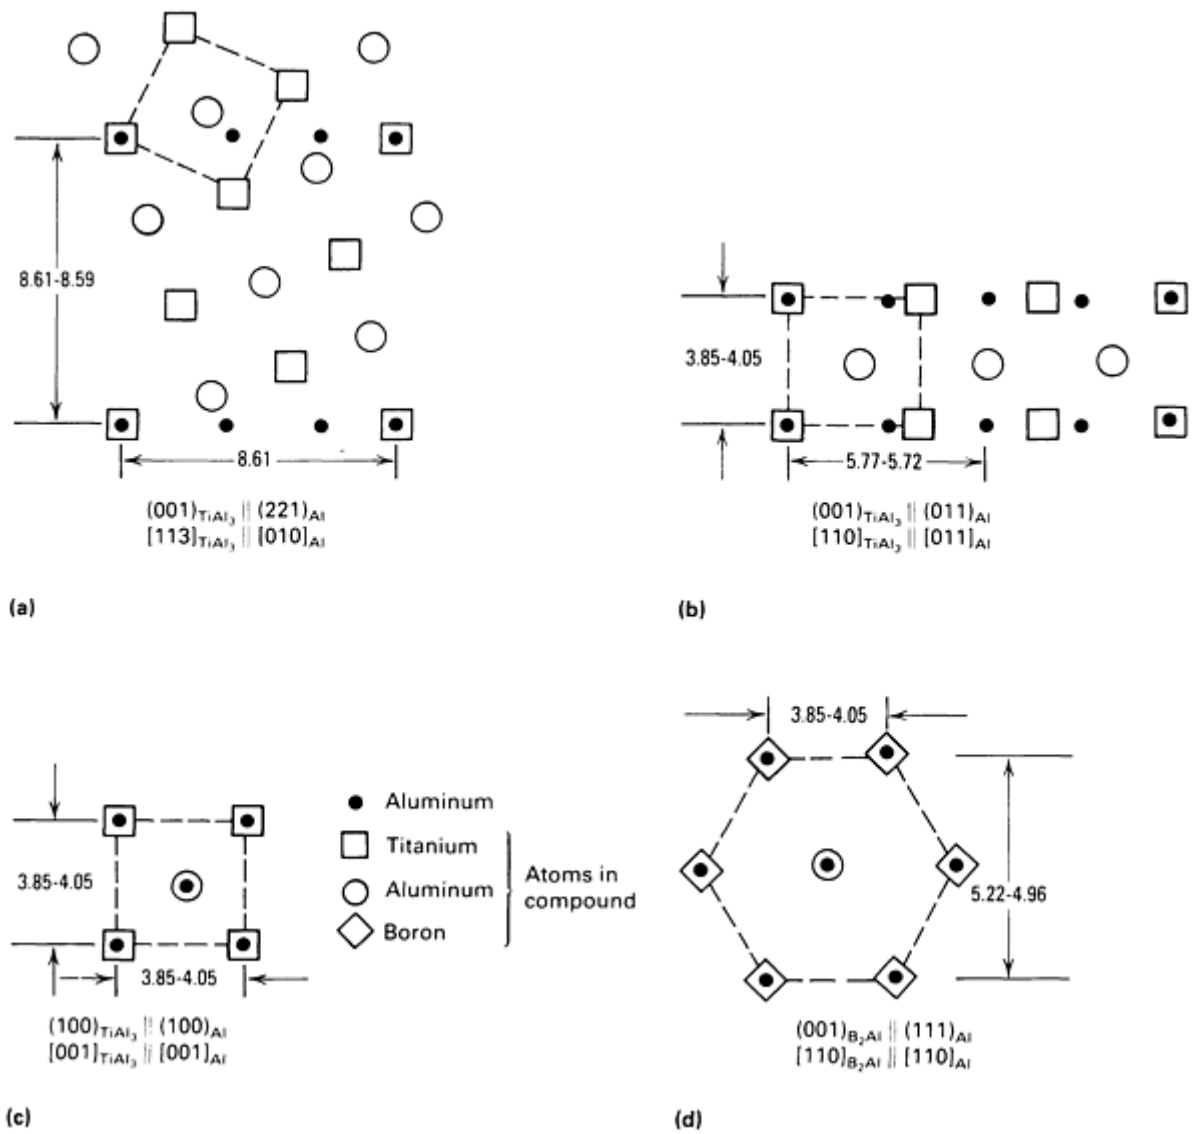 8.61-8.59
8.61
(001)TiAl₃ || (221)Al
[113]TiAl₃ || [010]Al
(a)
3.85-4.05
5.77-5.72
(001)TiAl₃ || (011)Al
[110]TiAl₃ || [011]Al
(b)
3.85-4.05
3.85-4.05
(100)TiAl₃ || (100)Al
[001]TiAl₃ || [001]Al
(c)
Aluminum
Titanium
Aluminum
Boron
Atoms in
compound
3.85-4.05
5.22-4.96
(001)B₂Al || (111)Al
[110]B₂Al || [110]Al
(d)